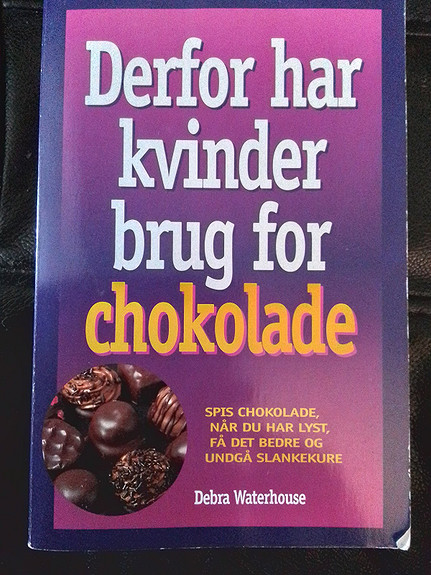 Derfor har
kvinder
brug for
chokolade
SPIS CHOKOLADE,
NÅR DU HAR LYST,
FÅ DET BEDRE OG
UNDGÅ SLANKEKURE
Debra Waterhouse